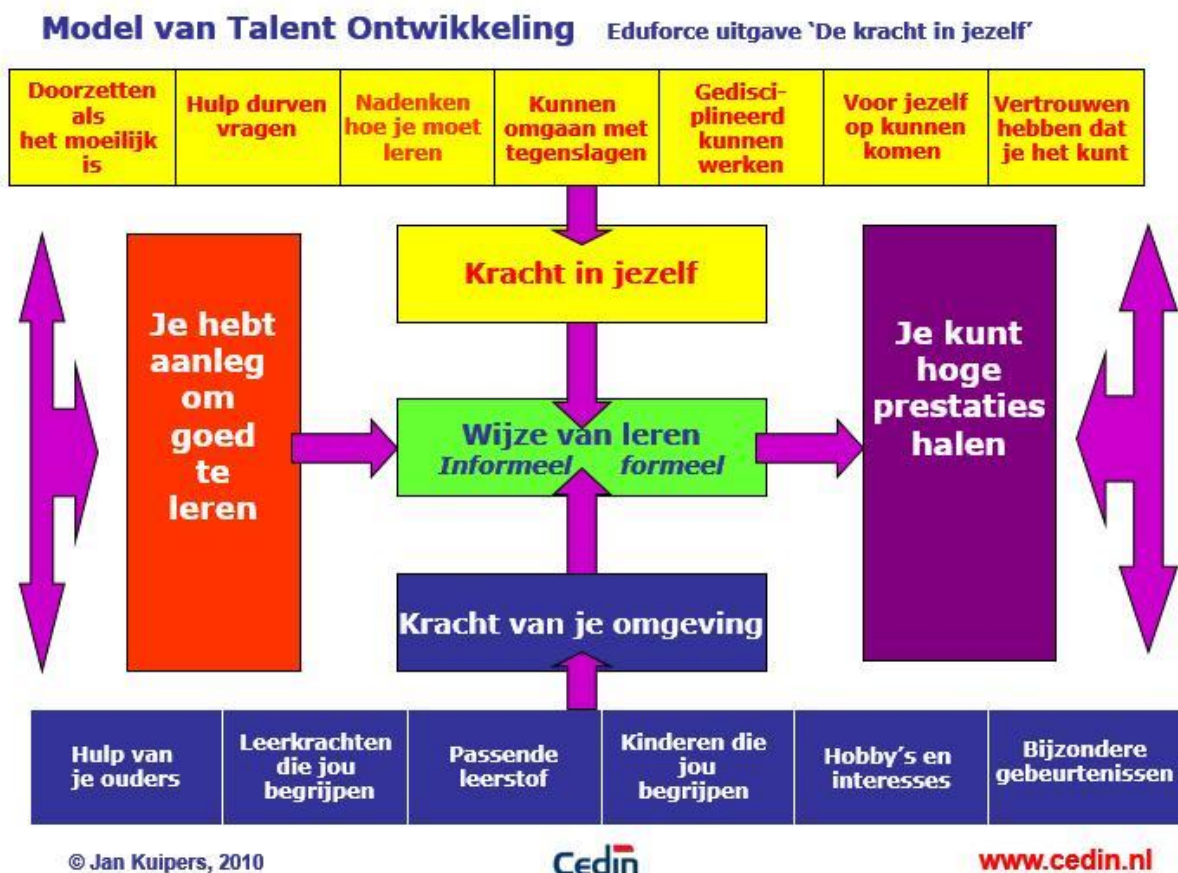 Model van Talent Ontwikkeling Eduforce uitgave ‘De kracht in jezelf’
Doorzetten
als
het moeilijk
is
Hulp durven
vragen
Nadenken
hoe je moet
leren
Kunnen
omgaan met
tegenslagen
Gedisci-
plineerd
kunnen
werken
Voor jezelf
op kunnen
komen
Vertrouwen
hebben dat
je het kunt
Kracht in jezelf
Je hebt
aanleg
om
goed
te
leren
Wijze van leren
Informeel formeel
Je kunt
hoge
prestaties
halen
Kracht van je omgeving
Hulp van
je ouders
Leerkrachten
die jou
begrijpen
Passende
leerstof
Kinderen die
jou
begrijpen
Hobby’s en
interesses
Bijzondere
gebeurtenissen
© Jan Kuipers, 2010
Cedin
www.cedin.nl